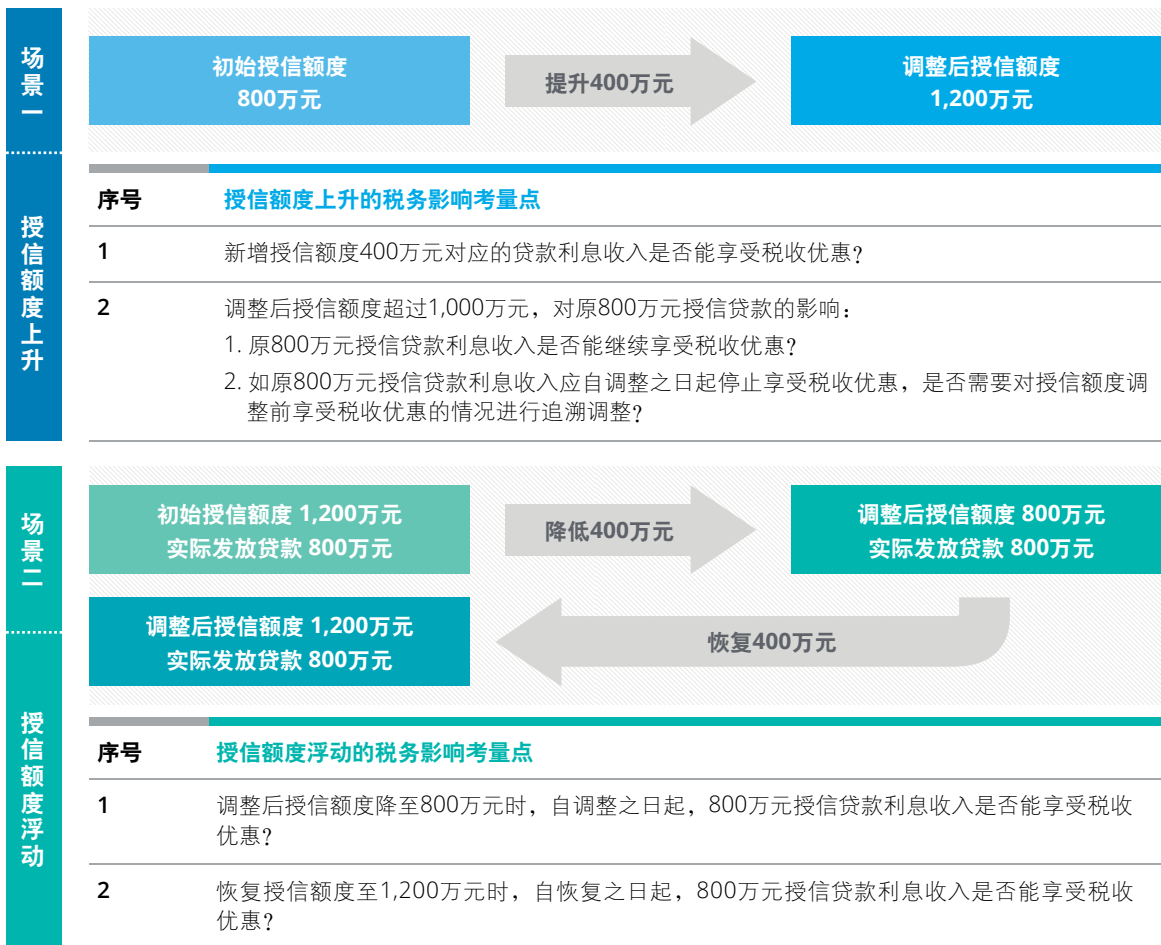 场景一
初始授信额度
800万元
提升400万元
调整后授信额度
1,200万元
授信额度上升
序号 授信额度上升的税务影响考量点
1 新增授信额度400万元对应的贷款利息收入是否能享受税收优惠？
2 调整后授信额度超过1,000万元，对原800万元授信贷款的影响：
1. 原800万元授信贷款利息收入是否能继续享受税收优惠？
2. 如原800万元授信贷款利息收入应自调整之日起停止享受税收优惠，是否需要对授信额度调
整前享受税收优惠的情况进行追溯调整？
场景二
初始授信额度 1,200万元
实际发放贷款 800万元
降低400万元
调整后授信额度 800万元
实际发放贷款 800万元
恢复400万元
调整后授信额度 1,200万元
实际发放贷款 800万元
授信额度浮动
序号 授信额度浮动的税务影响考量点
1 调整后授信额度降至800万元时，自调整之日起，800万元授信贷款利息收入是否能享受税收
优惠？
2 恢复授信额度至1,200万元时，自恢复之日起，800万元授信贷款利息收入是否能享受税收
优惠？